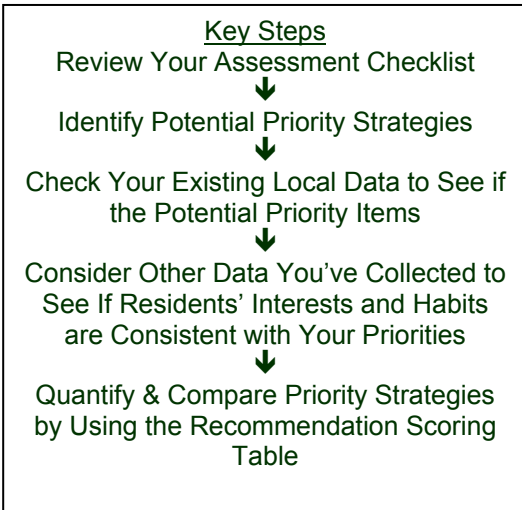 Key Steps
Review Your Assessment Checklist
Identify Potential Priority Strategies
Check Your Existing Local Data to See if
the Potential Priority Items
Consider Other Data You’ve Collected to
See If Residents’ Interests and Habits
are Consistent with Your Priorities
Quantify & Compare Priority Strategies
by Using the Recommendation Scoring
Table